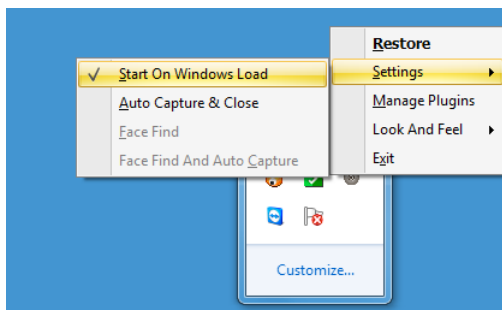 Restore
Settings
Manage Plugins
Look And Feel
Exit
Start On Windows Load
Auto Capture & Close
Face Find
Face Find And Auto Capture
Customize...